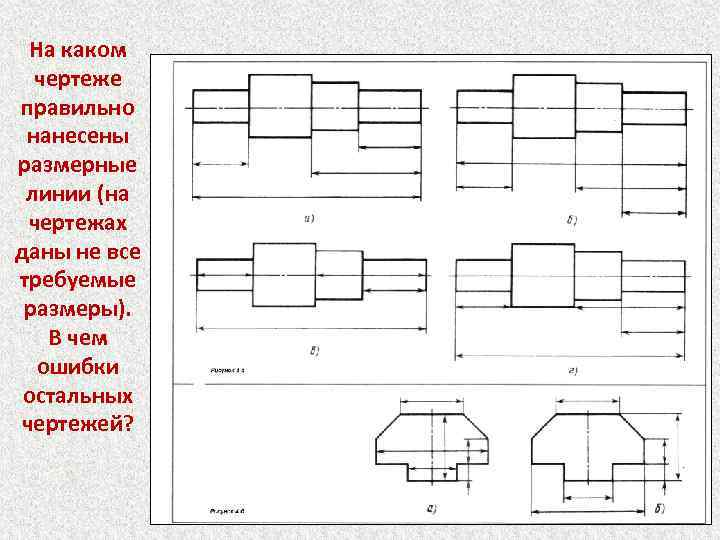 На каком
чертеже
правильно
нанесены
размерные
линии (на
чертежах
даны не все
требуемые
размеры).
В чем
ошибки
остальных
чертежей?
а)
б)
в)
г)
а)
б)